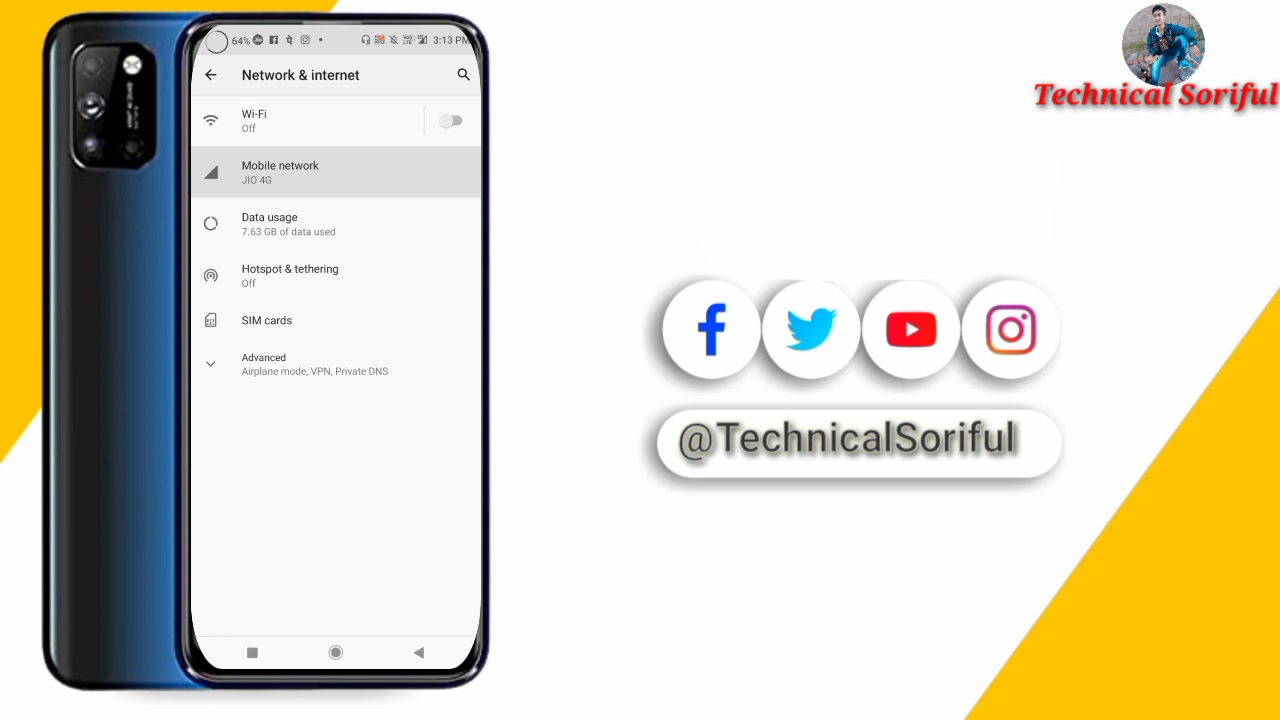 64%
3:13 PM
Network & internet
Wi-Fi
Off
Mobile network
JIO 4G
Data usage
7.63 GB of data used
Hotspot & tethering
Off
SIM cards
Advanced
Airplane mode, VPN, Private DNS
Technical Soriful
@TechnicalSoriful